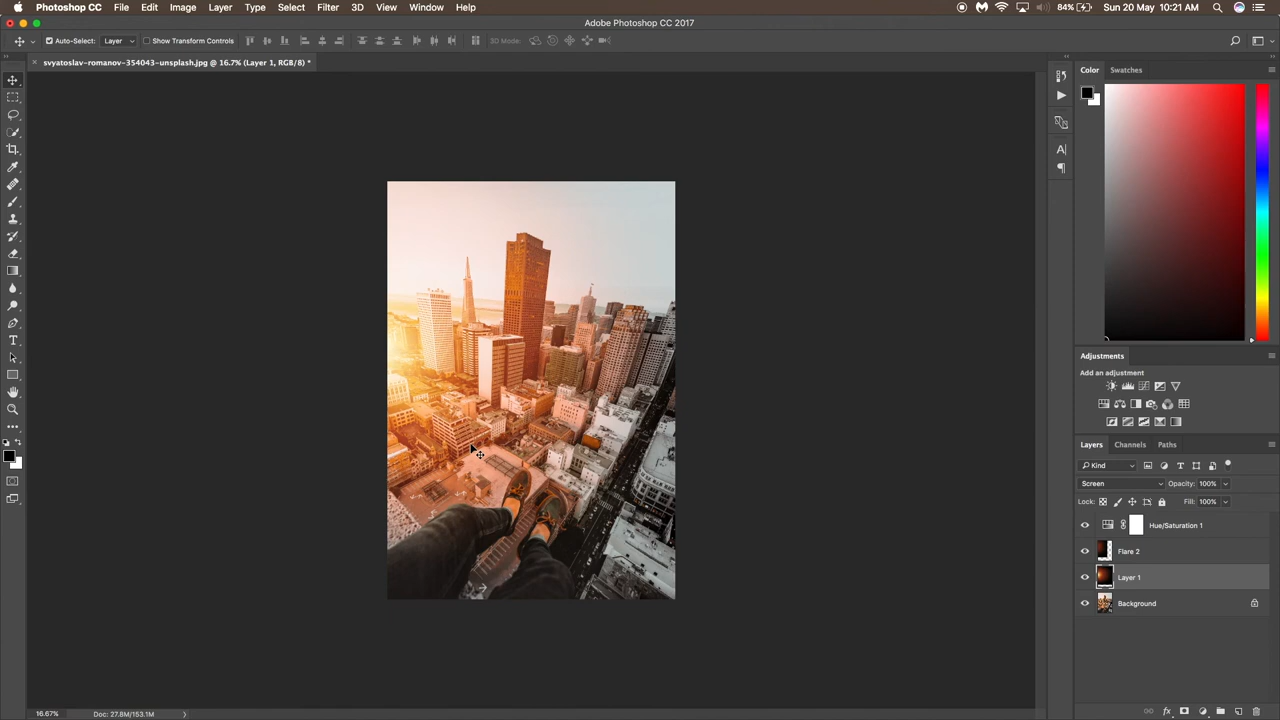 Photoshop CC File Edit Image Layer Type Select Filter 3D View Window Help 84% Sun 20 May 10:21 AM
Adobe Photoshop CC 2017
Auto-Select: Layer Show Transform Controls 3D Mode:
svyatoslav-romanov-354043-unsplash.jpg @ 16.7% (Layer 1, RGB/8) *
Color Swatches
Adjustments
Add an adjustment
Layers Channels Paths
Kind
Screen Opacity: 100%
Lock: Fill: 100%
Hue/Saturation 1
Flare 2
Layer 1
Background
16.67% Doc: 27.8M/153.1M